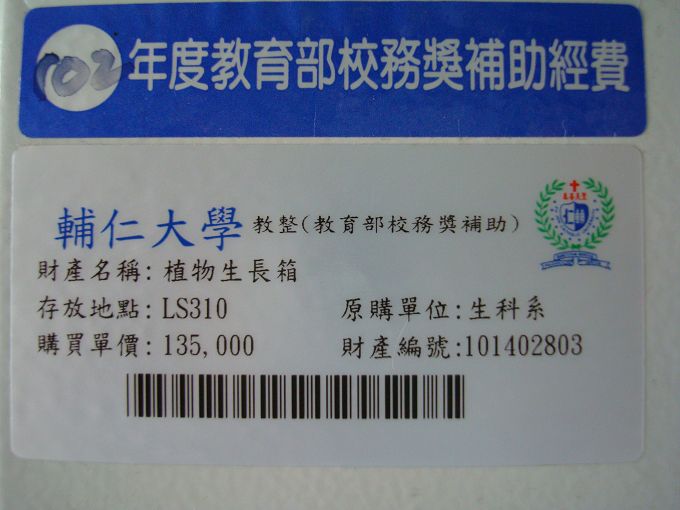 102年度教育部校務獎補助經費
輔仁大學 教整(教育部校務獎補助)
財產名稱: 植物生長箱
存放地點: LS310 原購單位:生科系
購買單價: 135,000 財產編號:101402803